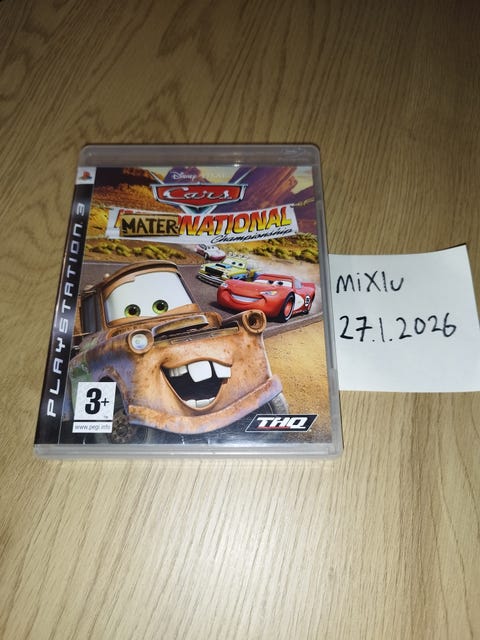 PLAYSTATION 3
Disney·PIXAR
Cars
MATER-NATIONAL
Championship
3+
www.pegi.info
THQ
mixlu
27.1.2026